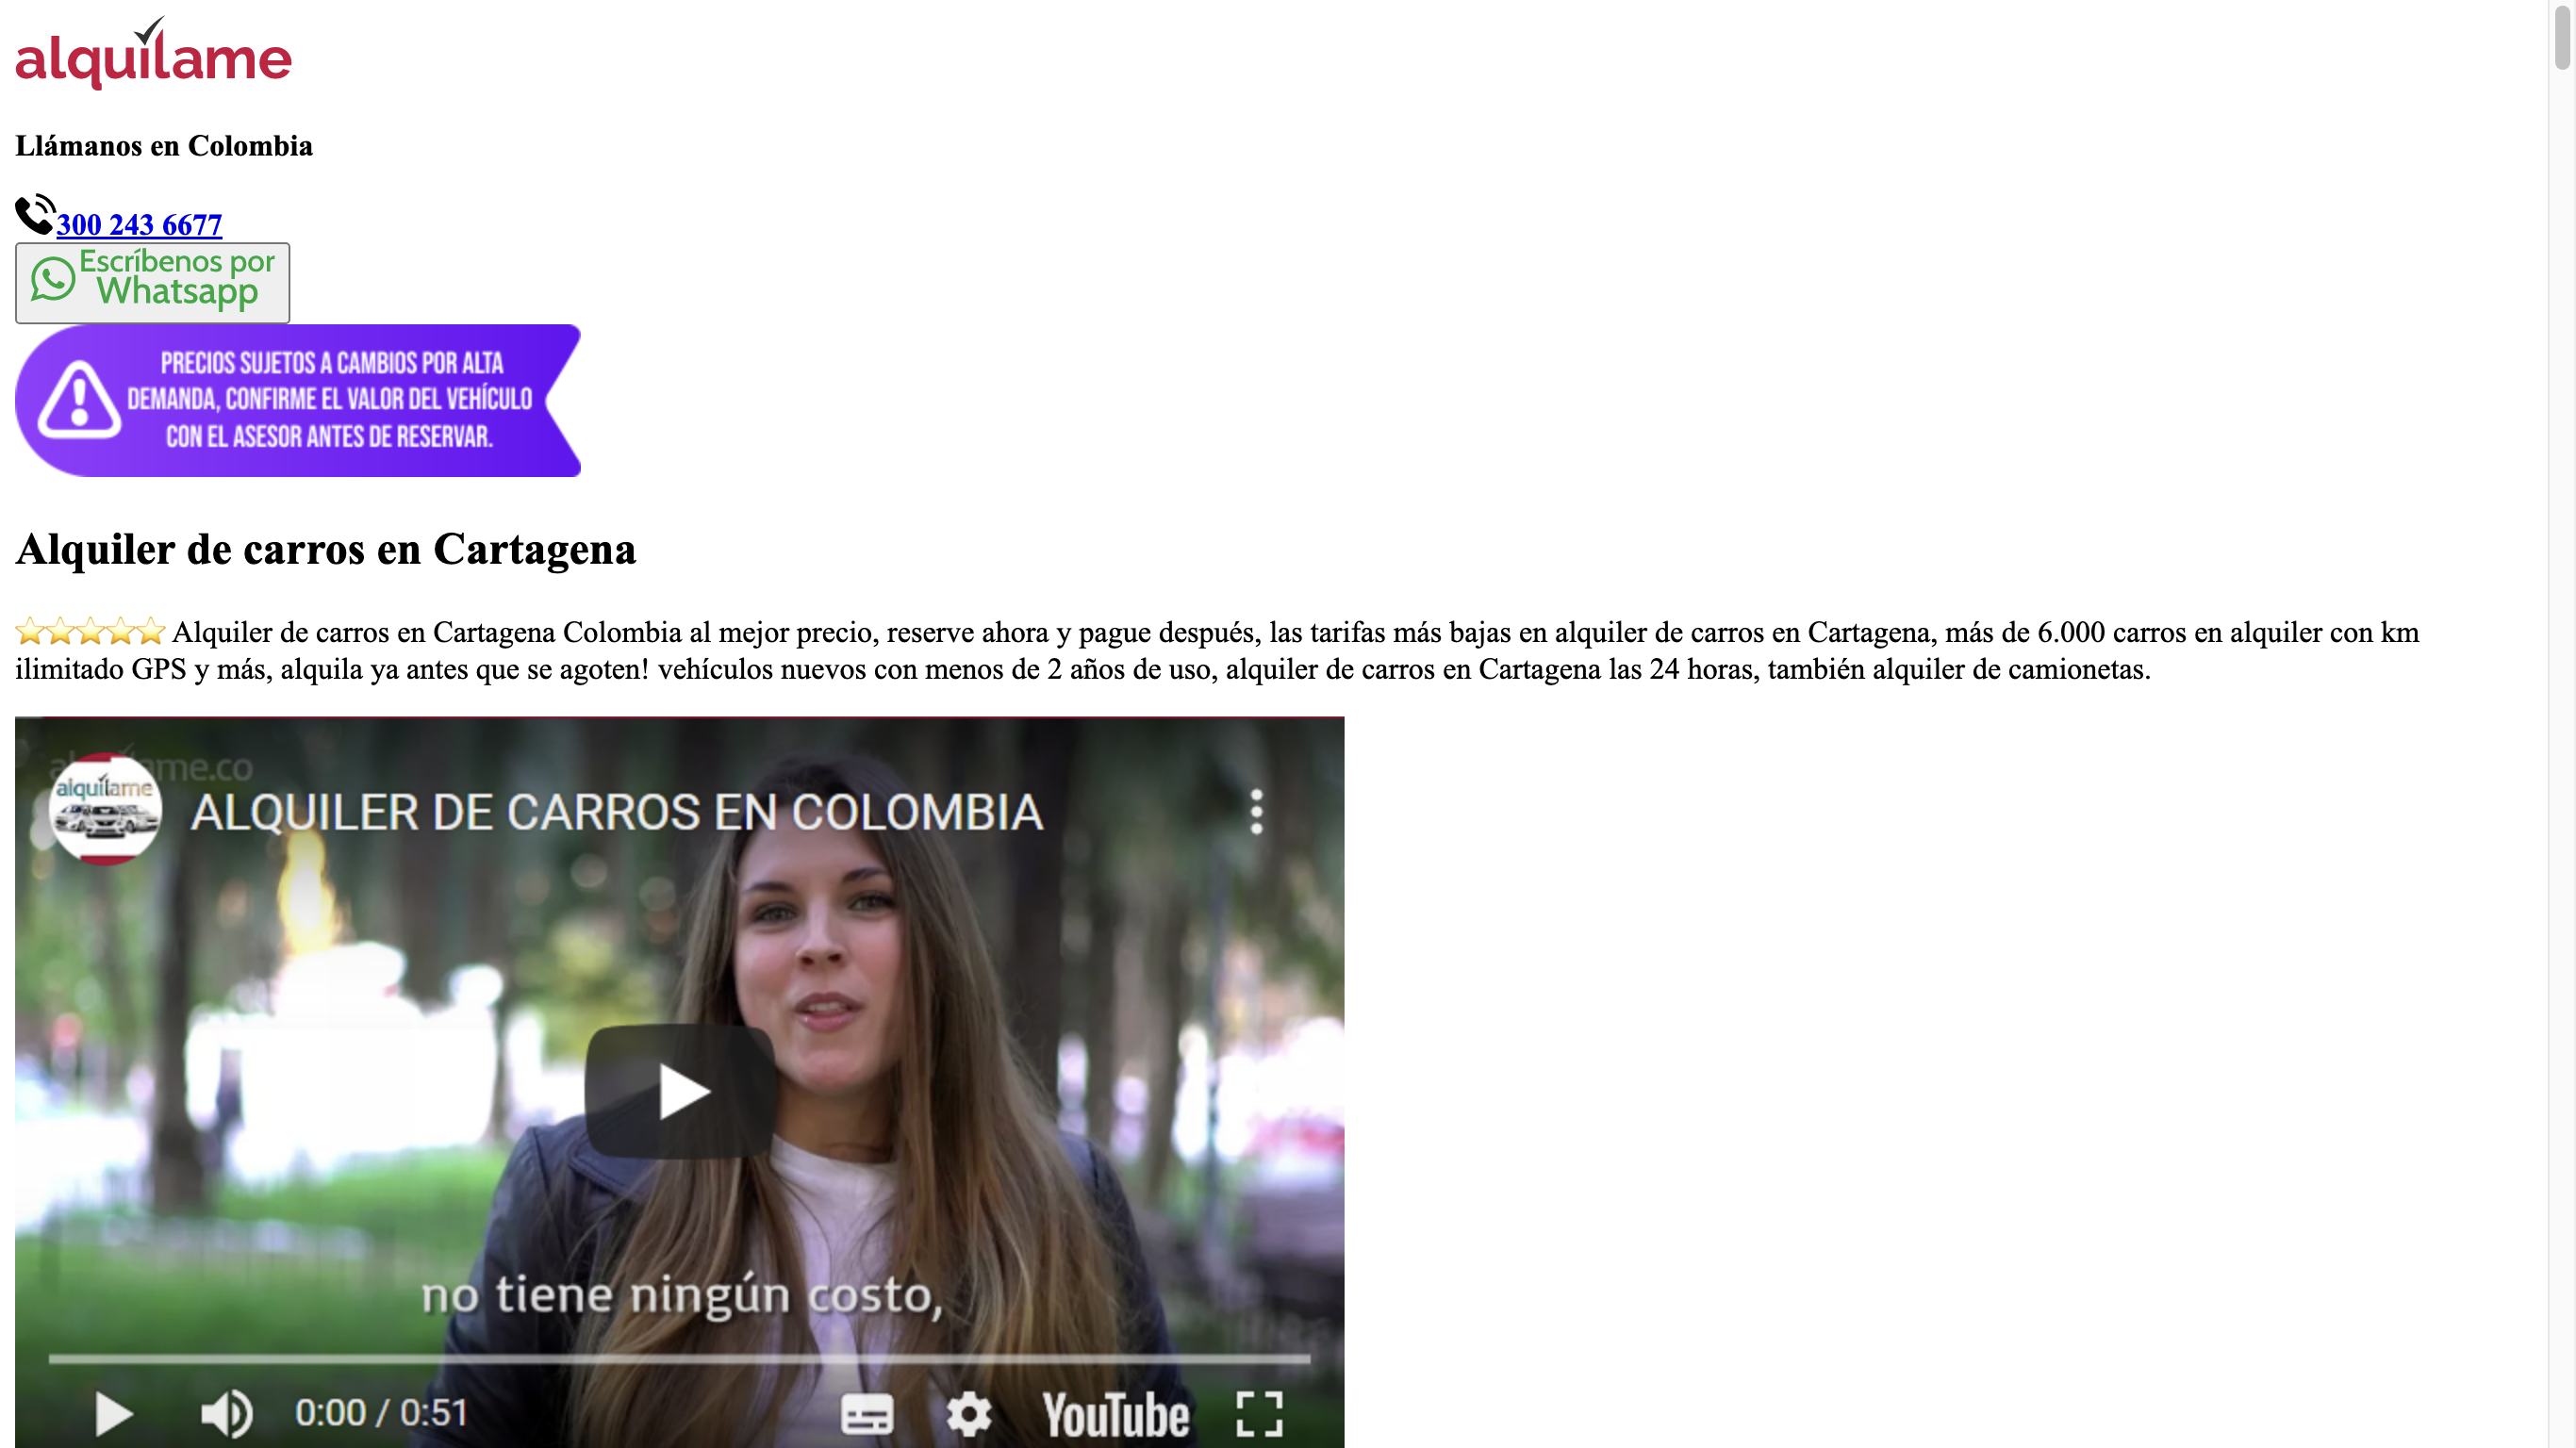 alquilame
Llámanos en Colombia
300 243 6677
Escríbenos por
Whatsapp
PRECIOS SUJETOS A CAMBIOS POR ALTA
DEMANDA, CONFIRME EL VALOR DEL VEHÍCULO
CON EL ASESOR ANTES DE RESERVAR.
Alquiler de carros en Cartagena
⭐⭐⭐⭐⭐ Alquiler de carros en Cartagena Colombia al mejor precio, reserve ahora y pague después, las tarifas más bajas en alquiler de carros en Cartagena, más de 6.000 carros en alquiler con km
ilimitado GPS y más, alquila ya antes que se agoten! vehículos nuevos con menos de 2 años de uso, alquiler de carros en Cartagena las 24 horas, también alquiler de camionetas.
alquilame
ALQUILER DE CARROS EN COLOMBIA
no tiene ningún costo,
0:00 / 0:51
YouTube